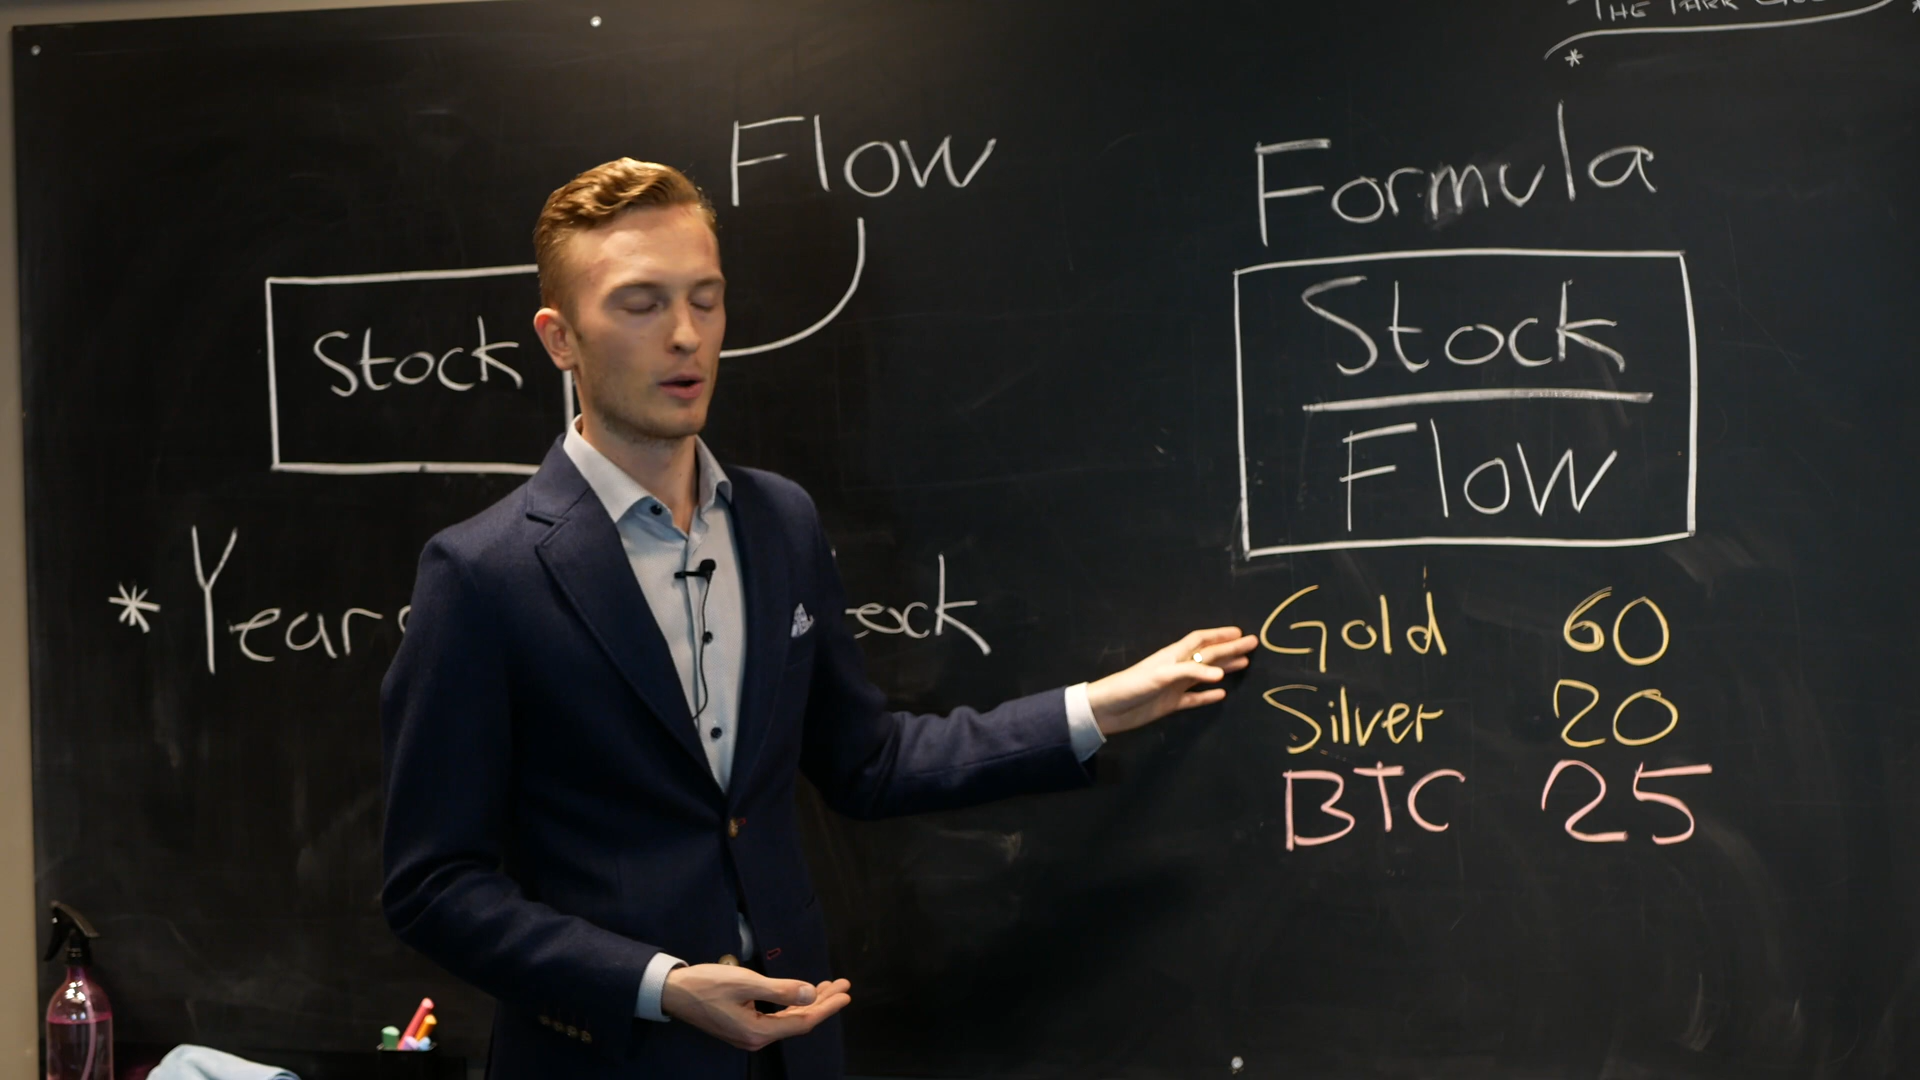 Flow
Stock
Formula
Stock
Flow
Gold 60
Silver 20
BTC 25